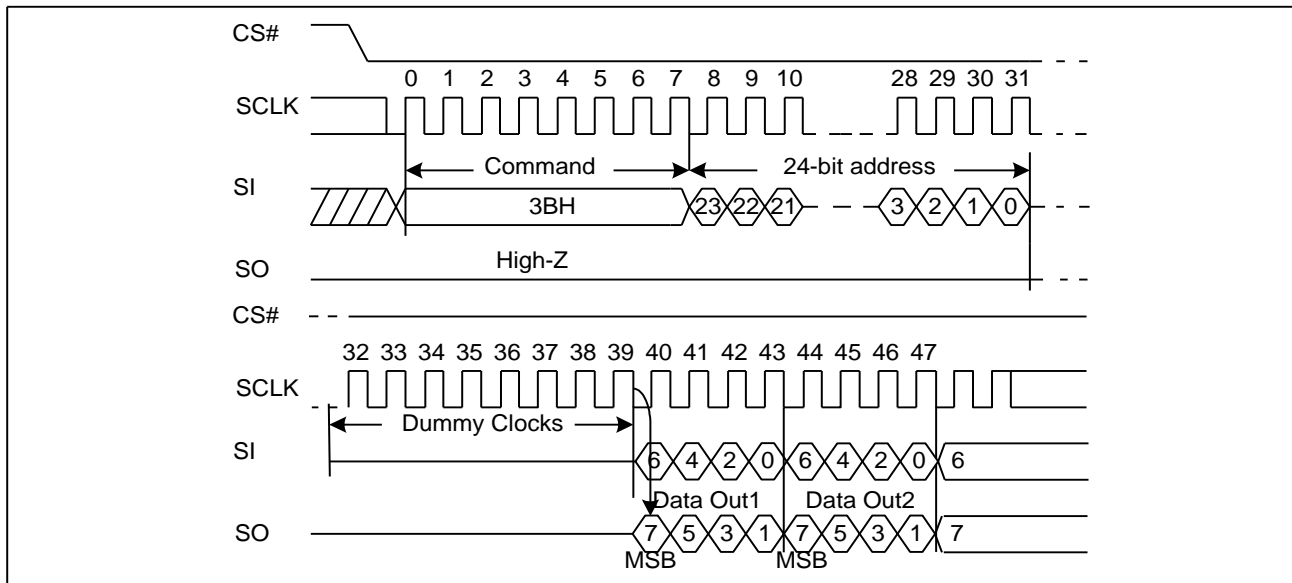 CS#
0 1 2 3 4 5 6 7 8 9 10 28 29 30 31
SCLK
Command 24-bit address
SI
3BH 23 22 21 3 2 1 0
High-Z
SO
CS#
32 33 34 35 36 37 38 39 40 41 42 43 44 45 46 47
SCLK
Dummy Clocks
SI
6 4 2 0 6 4 2 0 6
Data Out1 Data Out2
SO
7 5 3 1 7 5 3 1 7
MSB MSB